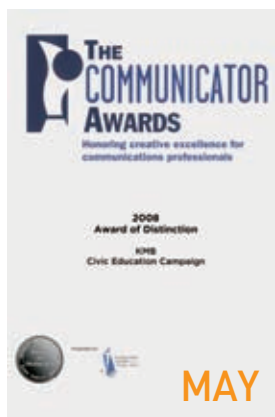 THE
COMMUNICATOR
AWARDS
Honoring creative excellence for
communications professionals
2008
Award of Distinction
KMB
Civic Education Campaign
MAY